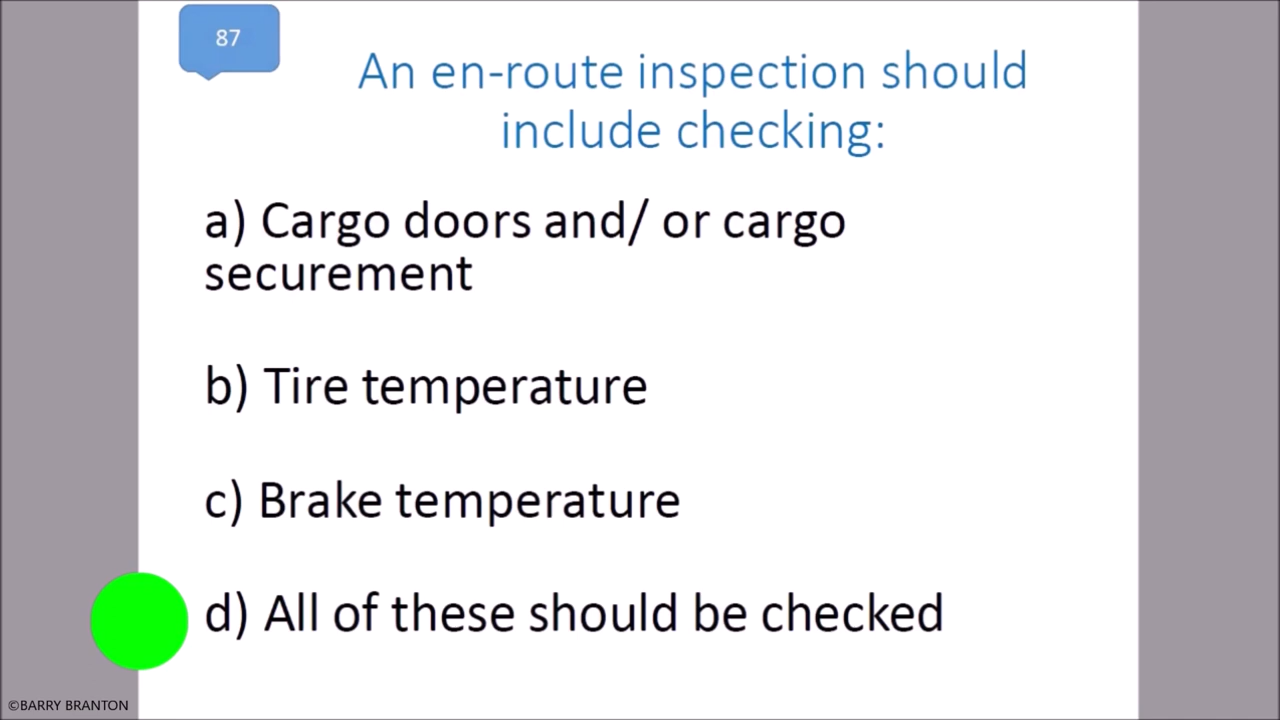 87
An en-route inspection should
include checking:
a) Cargo doors and/ or cargo
securement
b) Tire temperature
c) Brake temperature
d) All of these should be checked
©BARRY BRANTON